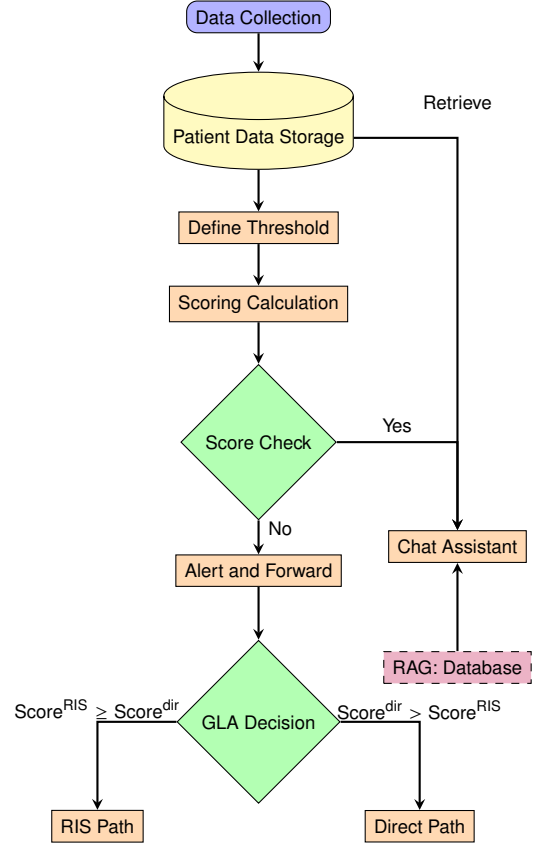 Data Collection
Retrieve
Patient Data Storage
Define Threshold
Scoring Calculation
Yes
Score Check
No
Chat Assistant
Alert and Forward
RAG: Database
Score^RIS ≥ Score^dir
GLA Decision
Score^dir > Score^RIS
RIS Path
Direct Path